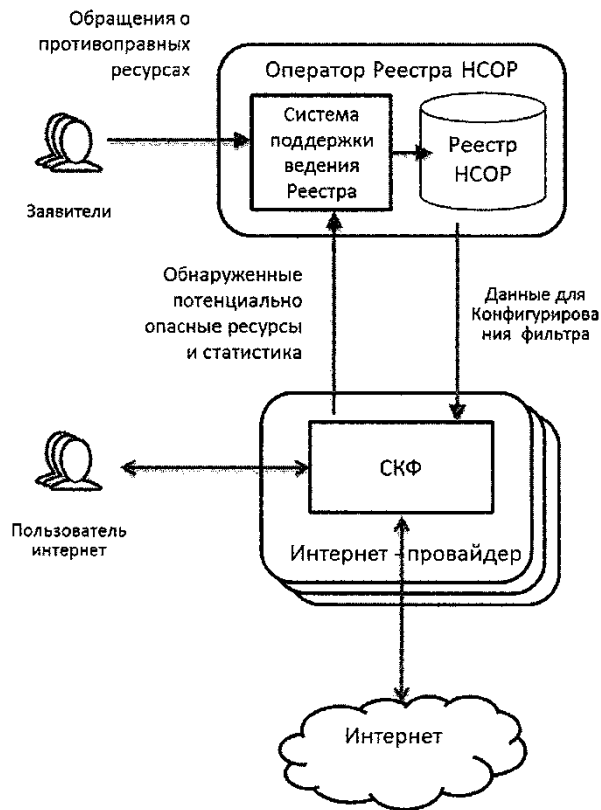 Обращения о
противоправных
ресурсах
Оператор Реестра НСОР
Система
поддержки
ведения
Реестра
Реестр
НСОР
Заявители
Обнаруженные
потенциально
опасные ресурсы
и статистика
Данные для
Конфигурирова
ния фильтра
СКФ
Пользователь
интернет
Интернет - провайдер
Интернет